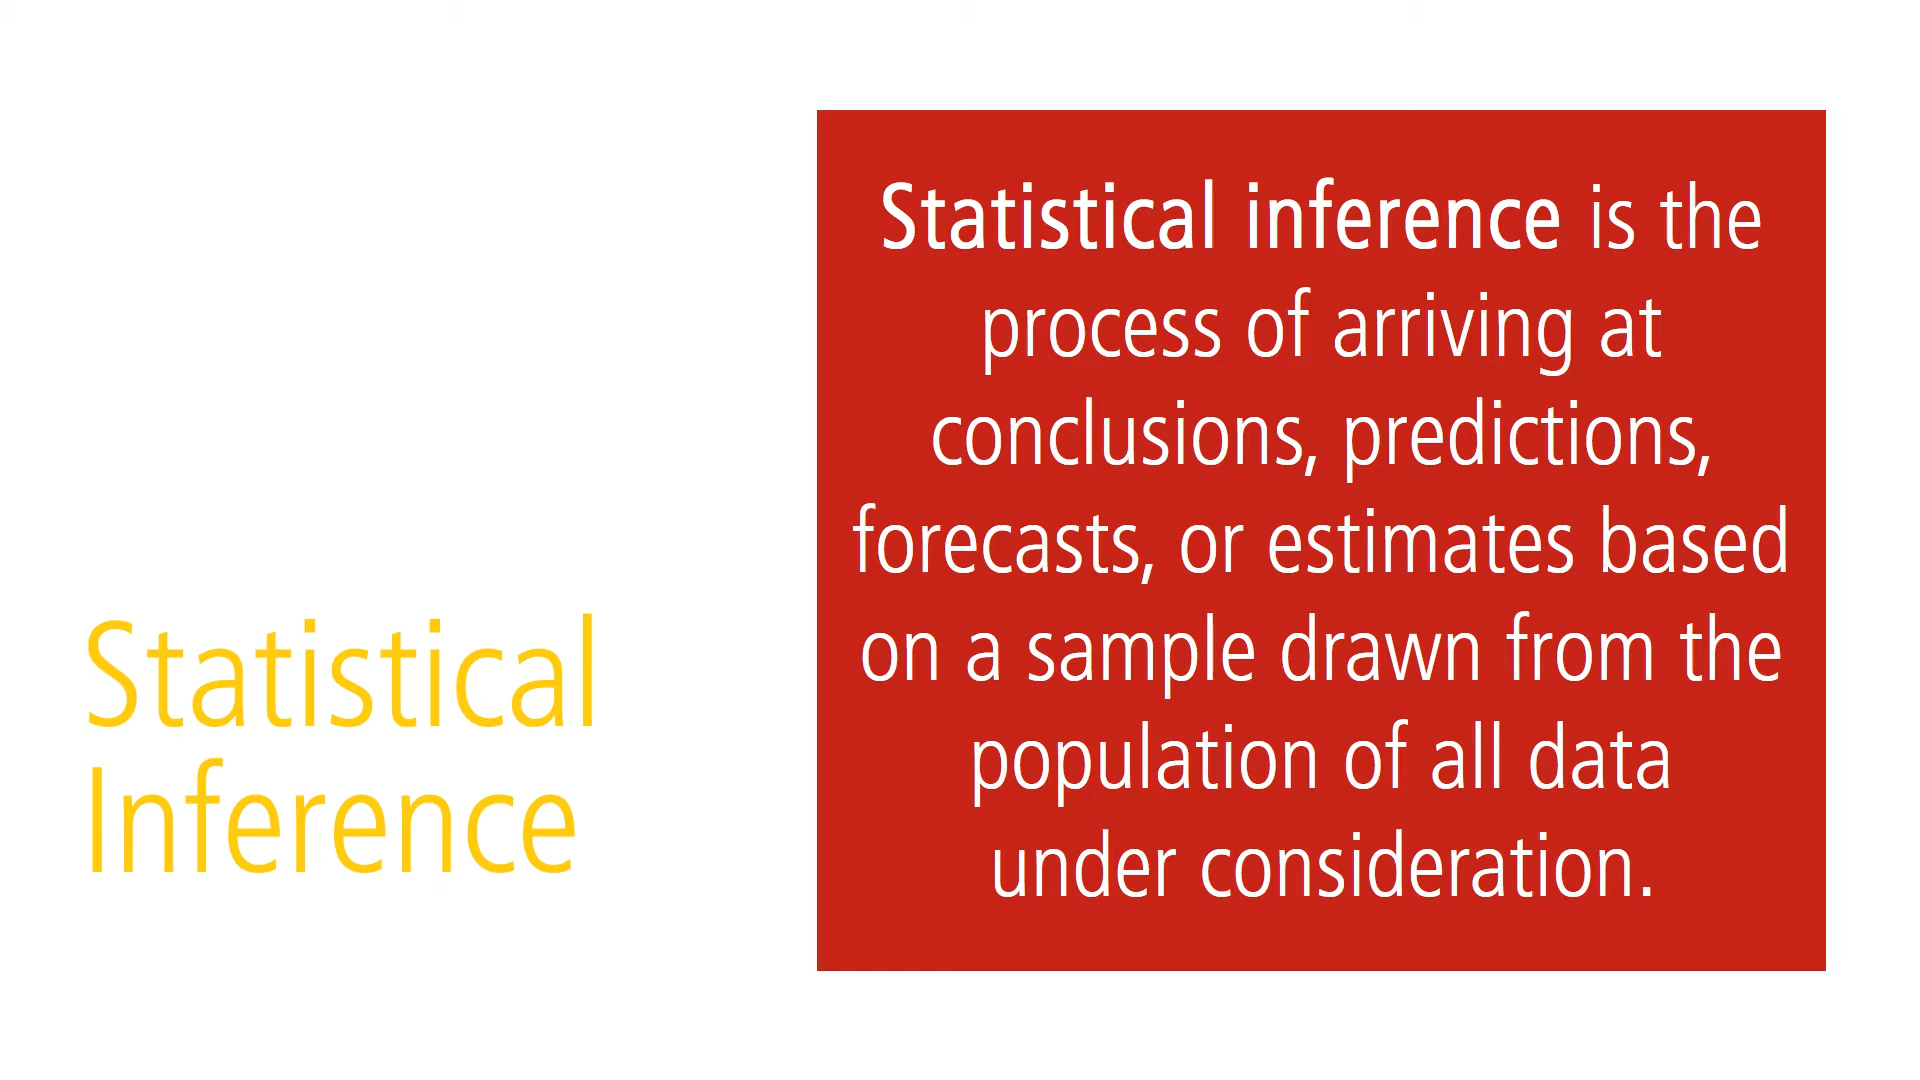 Statistical
Inference
Statistical inference is the
process of arriving at
conclusions, predictions,
forecasts, or estimates based
on a sample drawn from the
population of all data
under consideration.